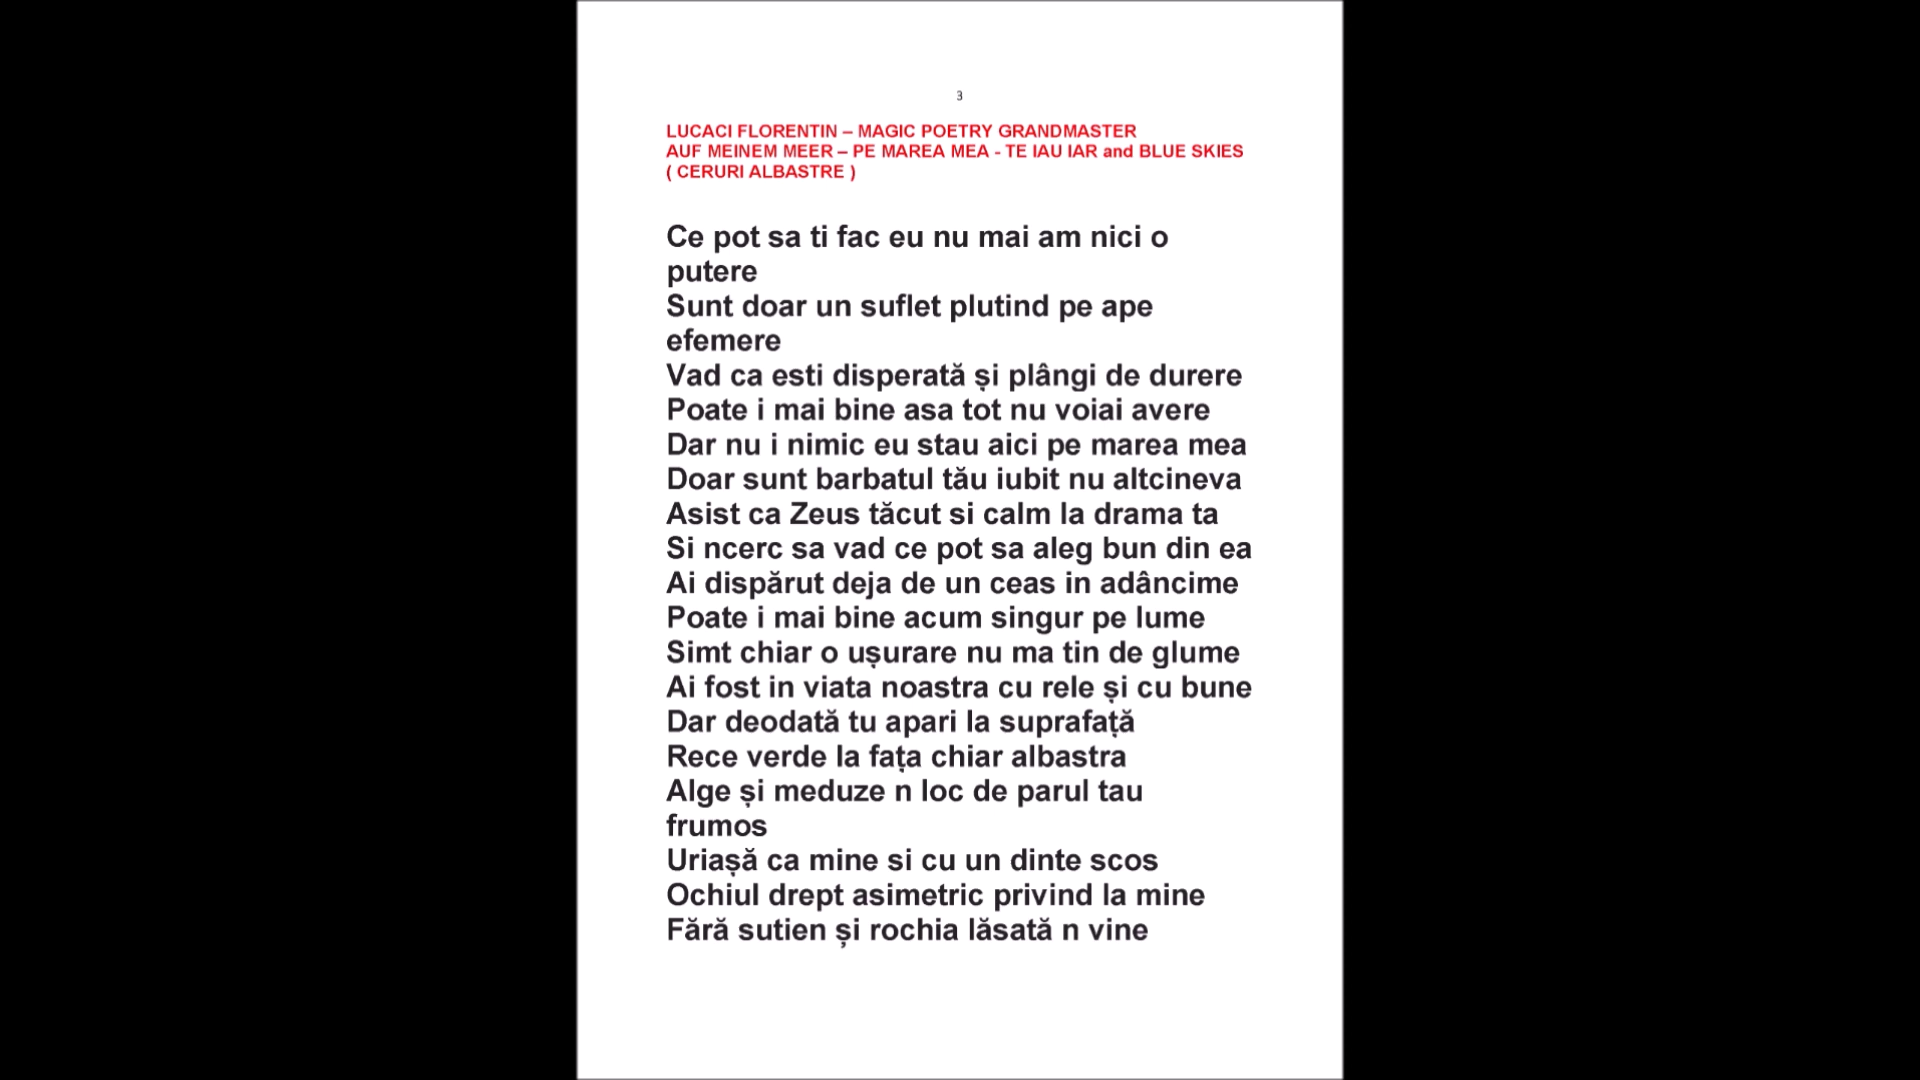 3
LUCACI FLORENTIN – MAGIC POETRY GRANDMASTER
AUF MEINEM MEER – PE MAREA MEA - TE IAU IAR and BLUE SKIES
( CERURI ALBASTRE )
Ce pot sa ti fac eu nu mai am nici o
putere
Sunt doar un suflet plutind pe ape
efemere
Vad ca esti disperată și plângi de durere
Poate i mai bine asa tot nu voiai avere
Dar nu i nimic eu stau aici pe marea mea
Doar sunt barbatul tău iubit nu altcineva
Asist ca Zeus tăcut si calm la drama ta
Si ncerc sa vad ce pot sa aleg bun din ea
Ai dispărut deja de un ceas in adâncime
Poate i mai bine acum singur pe lume
Simt chiar o ușurare nu ma tin de glume
Ai fost in viata noastra cu rele și cu bune
Dar deodată tu apari la suprafață
Rece verde la fața chiar albastra
Alge și meduze n loc de parul tau
frumos
Uriașă ca mine si cu un dinte scos
Ochiul drept asimetric privind la mine
Fără sutien și rochia lăsată n vine